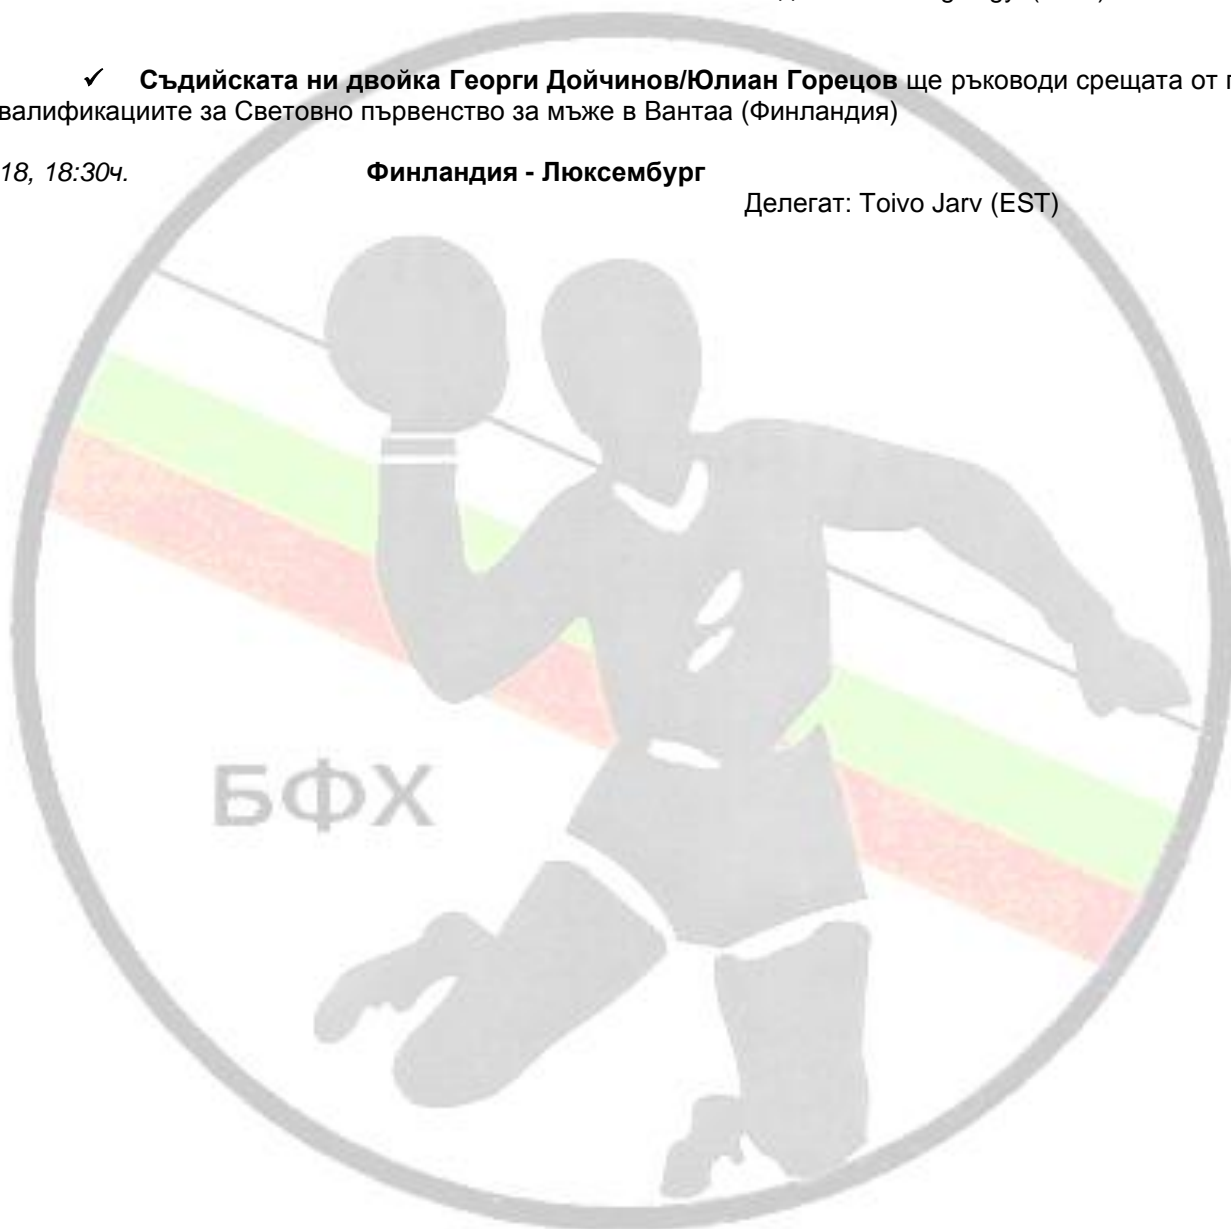 ✓ Съдийската ни двойка Георги Дойчинов/Юлиан Горецов ще ръководи срещата от
валификациите за Световно първенство за мъже в Вантаа (Финландия)
18, 18:30ч. Финландия - Люксембург
Делегат: Toivo Jarv (EST)
БФХ